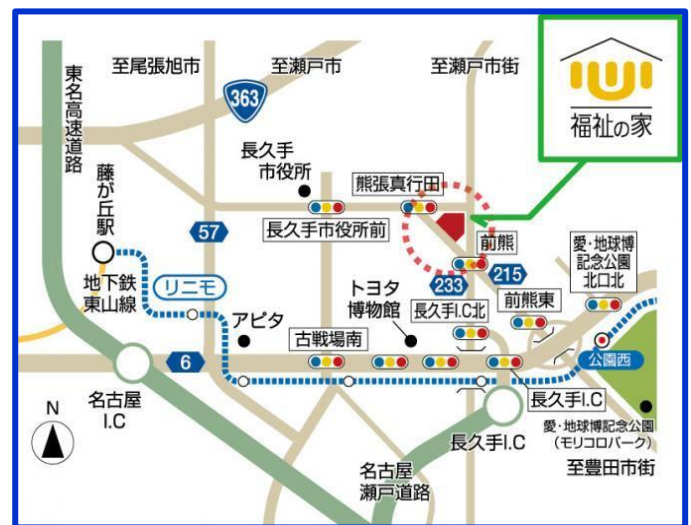 至尾張旭市
至瀬戸市
至瀬戸市街
福祉の家
東名高速道路
363
長久手
市役所
熊張真行田
藤が丘駅
57
長久手市役所前
前熊
愛・地球博
記念公園
北口北
地下鉄
東山線
リニモ
233
215
トヨタ
博物館
長久手I.C北
前熊東
アピタ
古戦場南
6
公園西
名古屋
I.C
長久手I.C
N
長久手I.C
愛・地球博記念公園
（モリコロパーク）
名古屋
瀬戸道路
至豊田市街